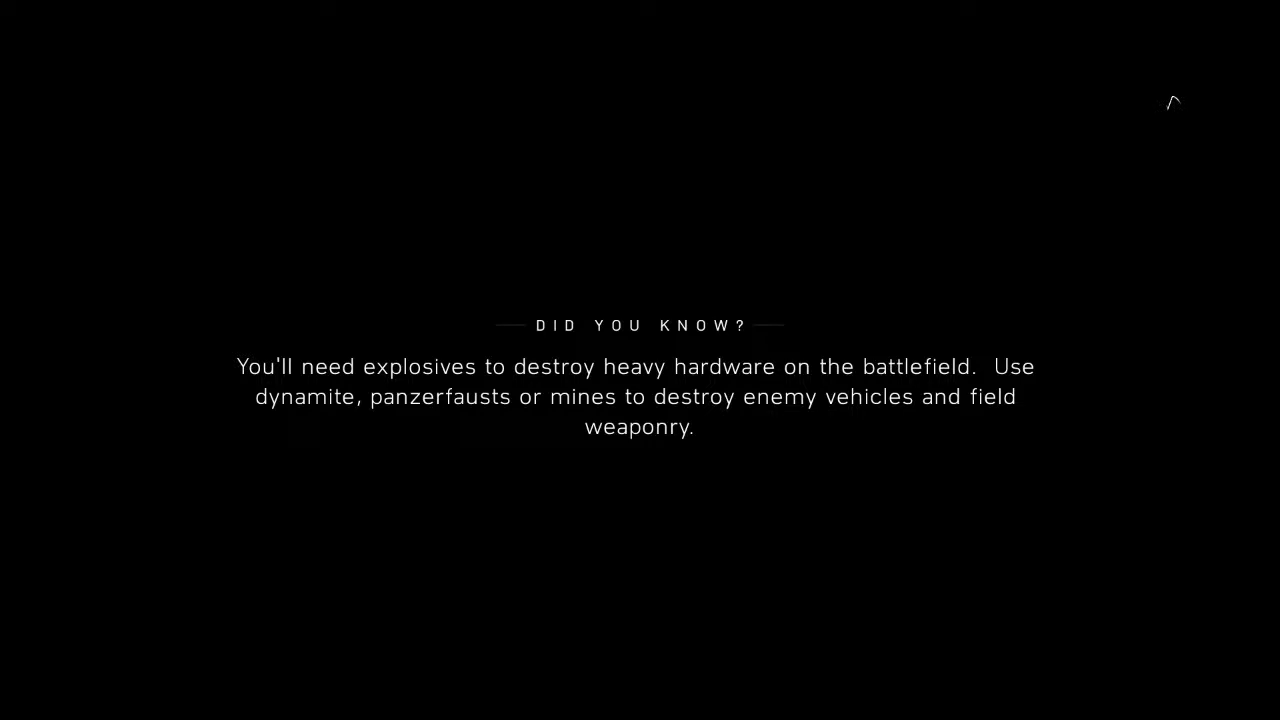 DID YOU KNOW?
You'll need explosives to destroy heavy hardware on the battlefield.  Use
dynamite, panzerfausts or mines to destroy enemy vehicles and field
weaponry.